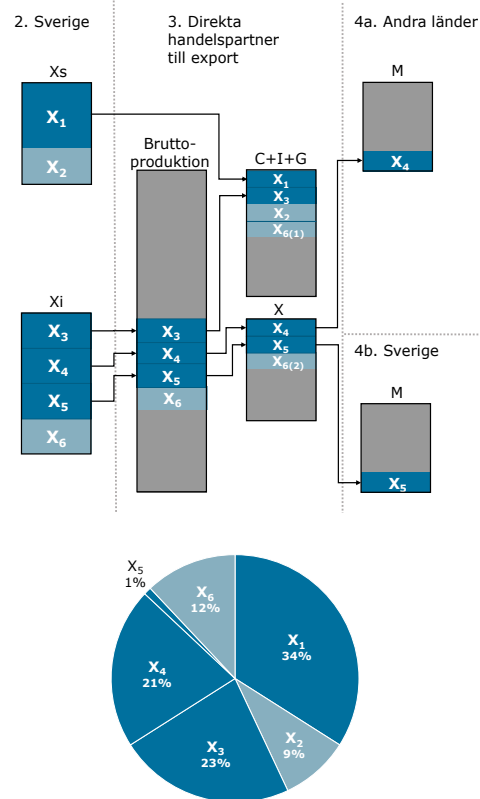 2. Sverige
3. Direkta
handelspartner
till export
4a. Andra länder
Xs
X₁
X₂
Brutto-
produktion
C+I+G
X₁
X₃
X₂
X₆₍₁₎
M
X₄
Xi
X₃
X₄
X₅
X₆
X₃
X₄
X₅
X₆
X
X₄
X₅
X₆₍₂₎
4b. Sverige
M
X₅
X₅
1%
X₆
12%
X₁
34%
X₄
21%
X₃
23%
X₂
9%